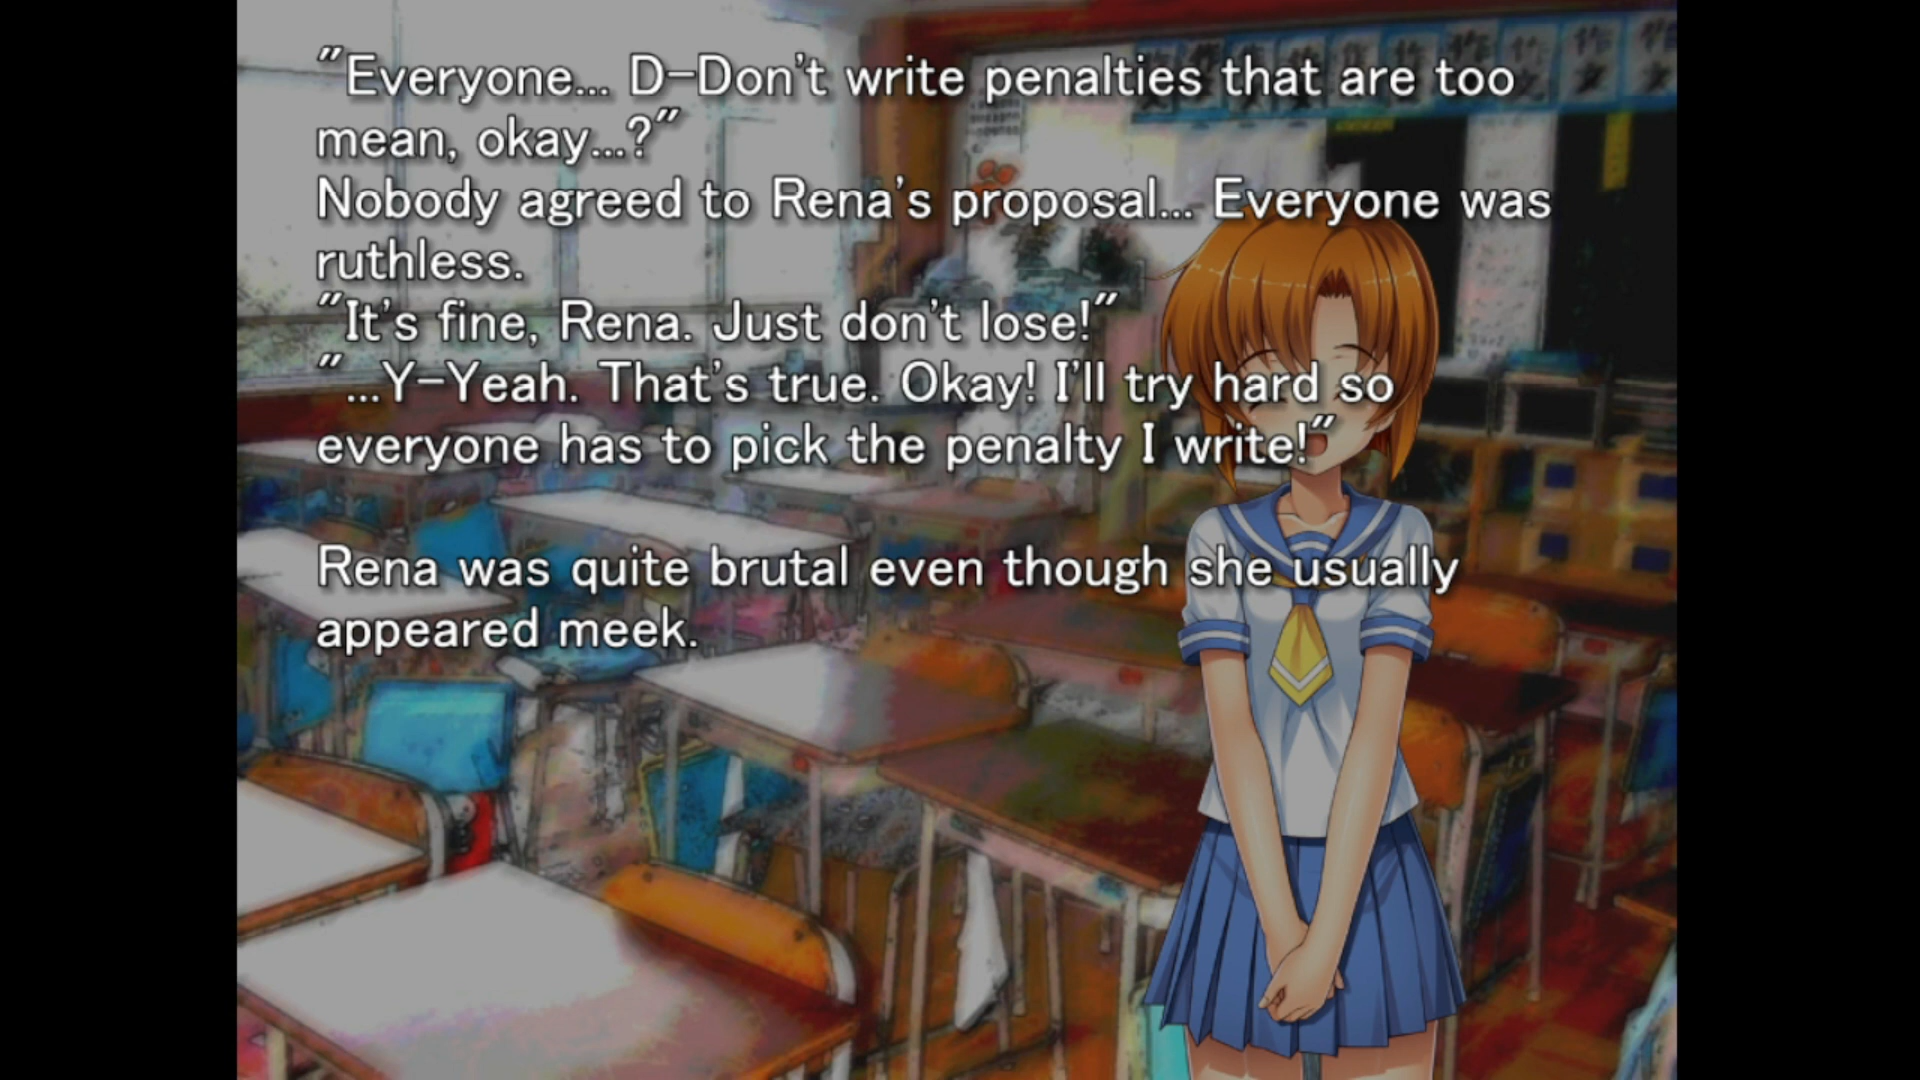 "Everyone... D-Don't write penalties that are too
mean, okay...?"
Nobody agreed to Rena's proposal... Everyone was
ruthless.
"It's fine, Rena. Just don't lose!"
"...Y-Yeah. That's true. Okay! I'll try hard so
everyone has to pick the penalty I write!"
Rena was quite brutal even though she usually
appeared meek.